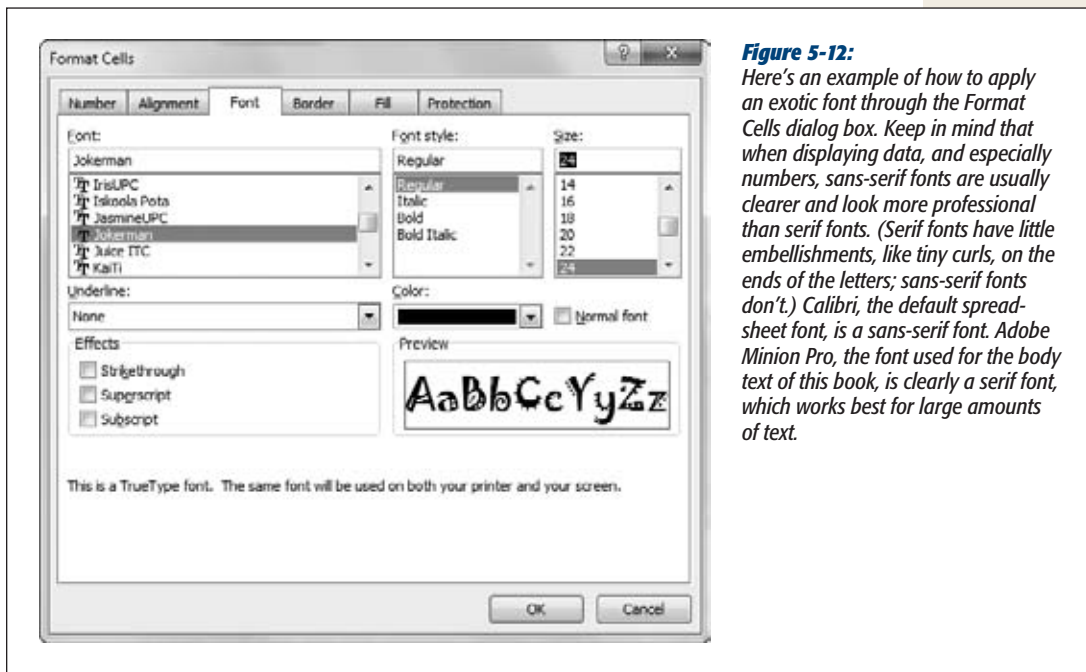 Format Cells
Number Alignment Font Border Fill Protection
Font: Font style: Size:
Jokerman Regular 24
IrisUPC Regular 14
Iskoola Pota Italic 16
JasmineUPC Bold 18
Jokerman Bold Italic 20
Juice ITC 22
KaiTi 24
Underline: Color:
None Normal font
Effects Preview
Strikethrough
Superscript AaBbCcYyZz
Subscript
This is a TrueType font. The same font will be used on both your printer and your screen.
OK Cancel
Figure 5-12:
Here's an example of how to apply
an exotic font through the Format
Cells dialog box. Keep in mind that
when displaying data, and especially
numbers, sans-serif fonts are usually
clearer and look more professional
than serif fonts. (Serif fonts have little
embellishments, like tiny curls, on the
ends of the letters; sans-serif fonts
don't.) Calibri, the default spread-
sheet font, is a sans-serif font. Adobe
Minion Pro, the font used for the body
text of this book, is clearly a serif font,
which works best for large amounts
of text.